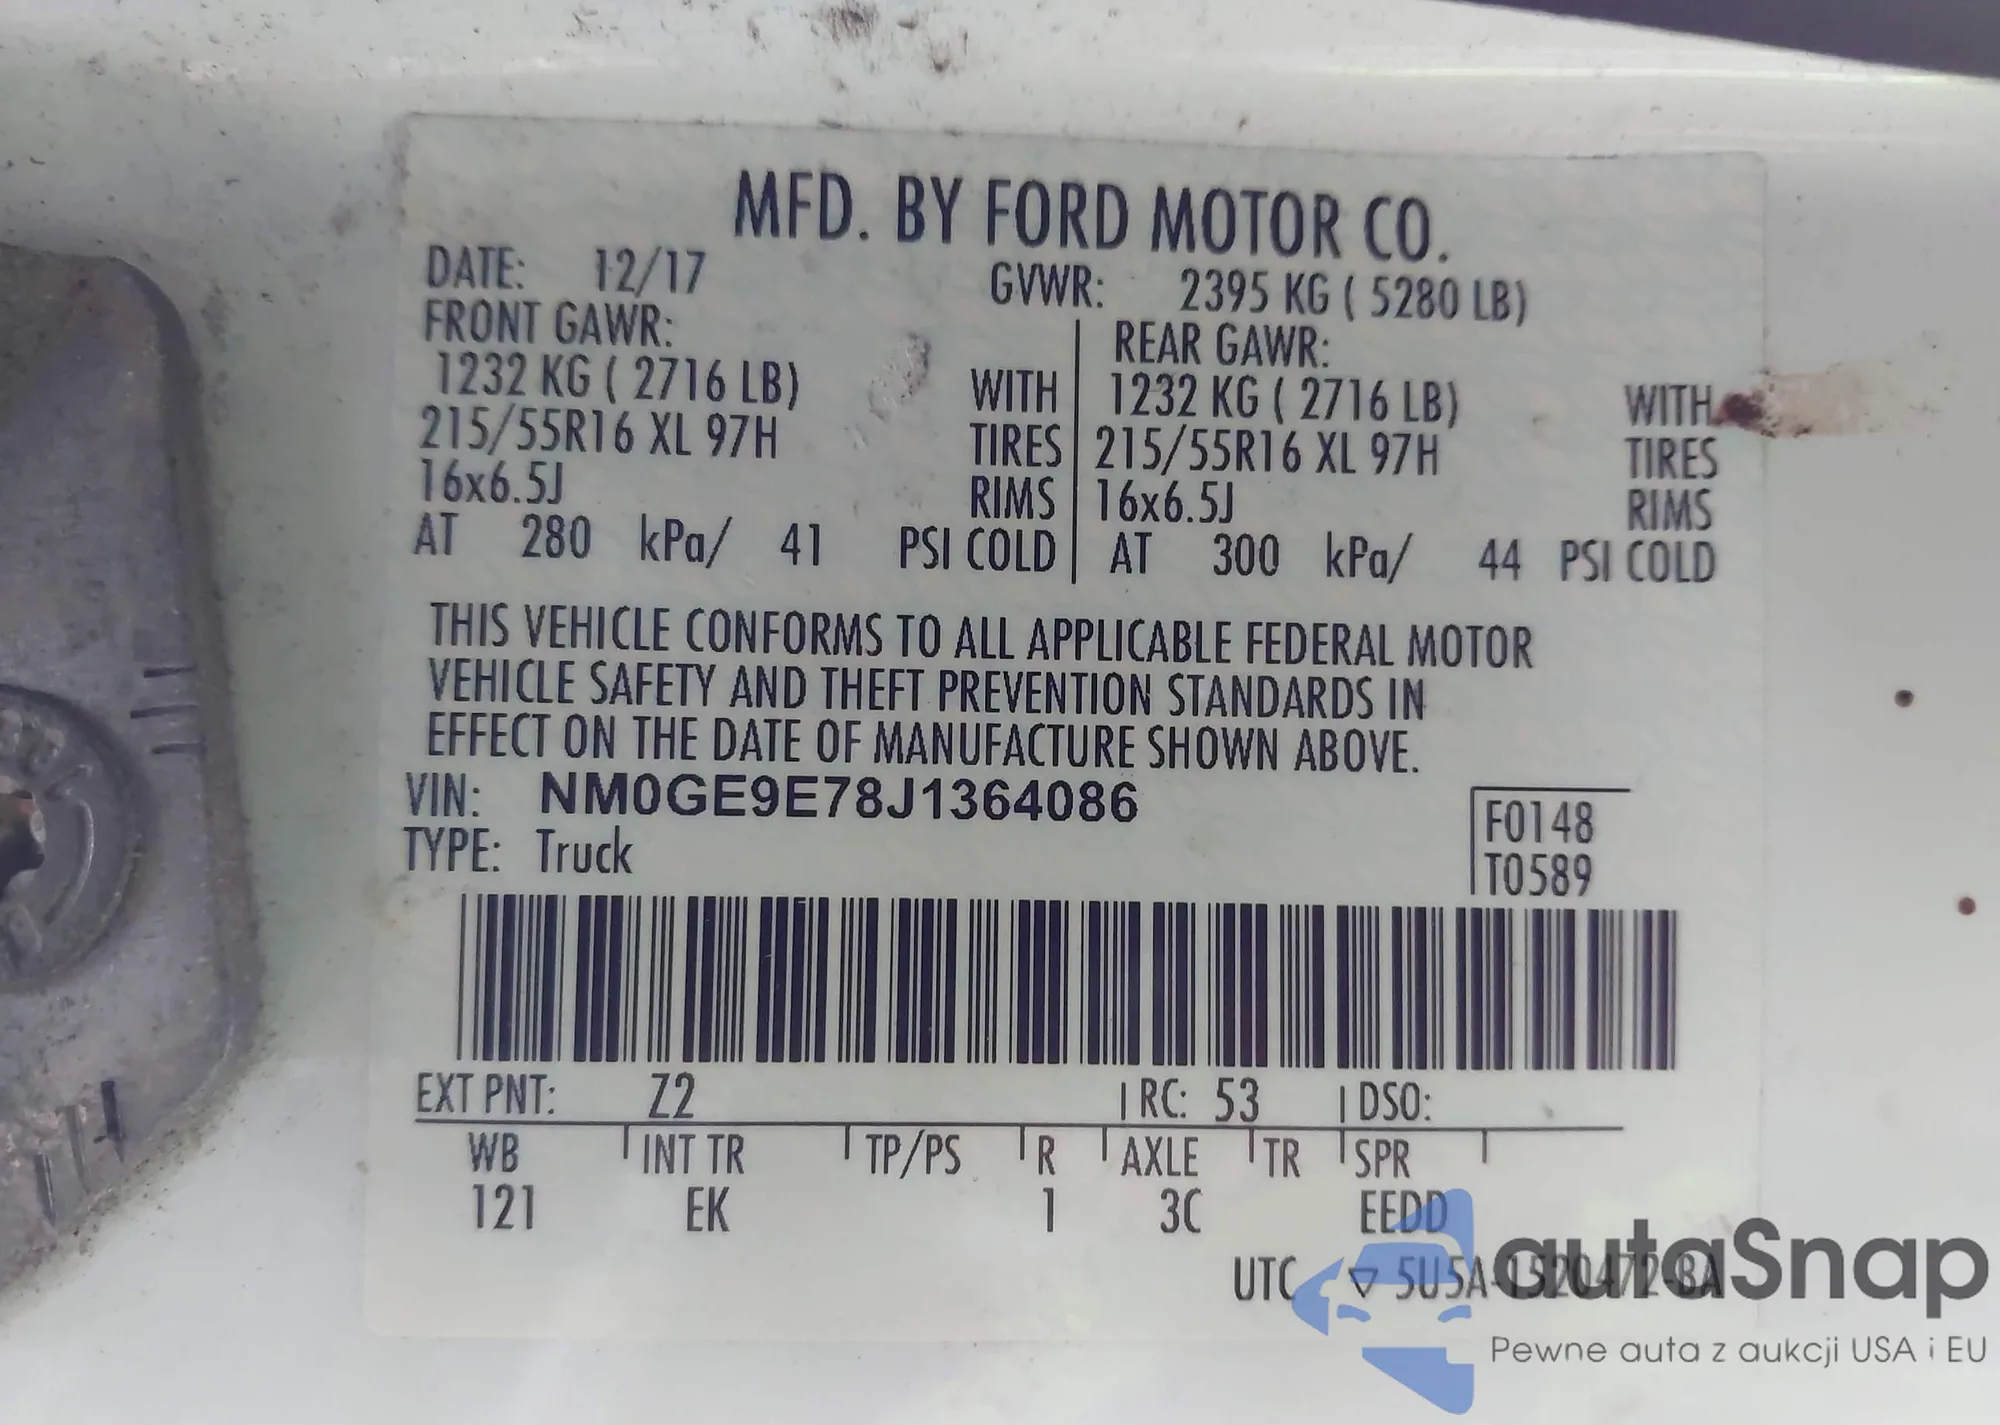 MFD. BY FORD MOTOR CO.
DATE: 12/17 GVWR: 2395 KG ( 5280 LB)
FRONT GAWR: REAR GAWR:
1232 KG ( 2716 LB) WITH 1232 KG ( 2716 LB) WITH
215/55R16 XL 97H TIRES 215/55R16 XL 97H TIRES
16x6.5J RIMS 16x6.5J RIMS
AT 280 kPa/ 41 PSI COLD AT 300 kPa/ 44 PSI COLD
THIS VEHICLE CONFORMS TO ALL APPLICABLE FEDERAL MOTOR
VEHICLE SAFETY AND THEFT PREVENTION STANDARDS IN
EFFECT ON THE DATE OF MANUFACTURE SHOWN ABOVE.
VIN: NM0GE9E78J1364086
F0148
TYPE: Truck
T0589
EXT PNT: Z2 RC: 53 DSO:
WB INT TR TP/PS R AXLE TR SPR
121 EK 1 3C EEDD
UTC ▽ 5U5A-1520472-BA
autoSnap
Pewne auta z aukcji USA i EU